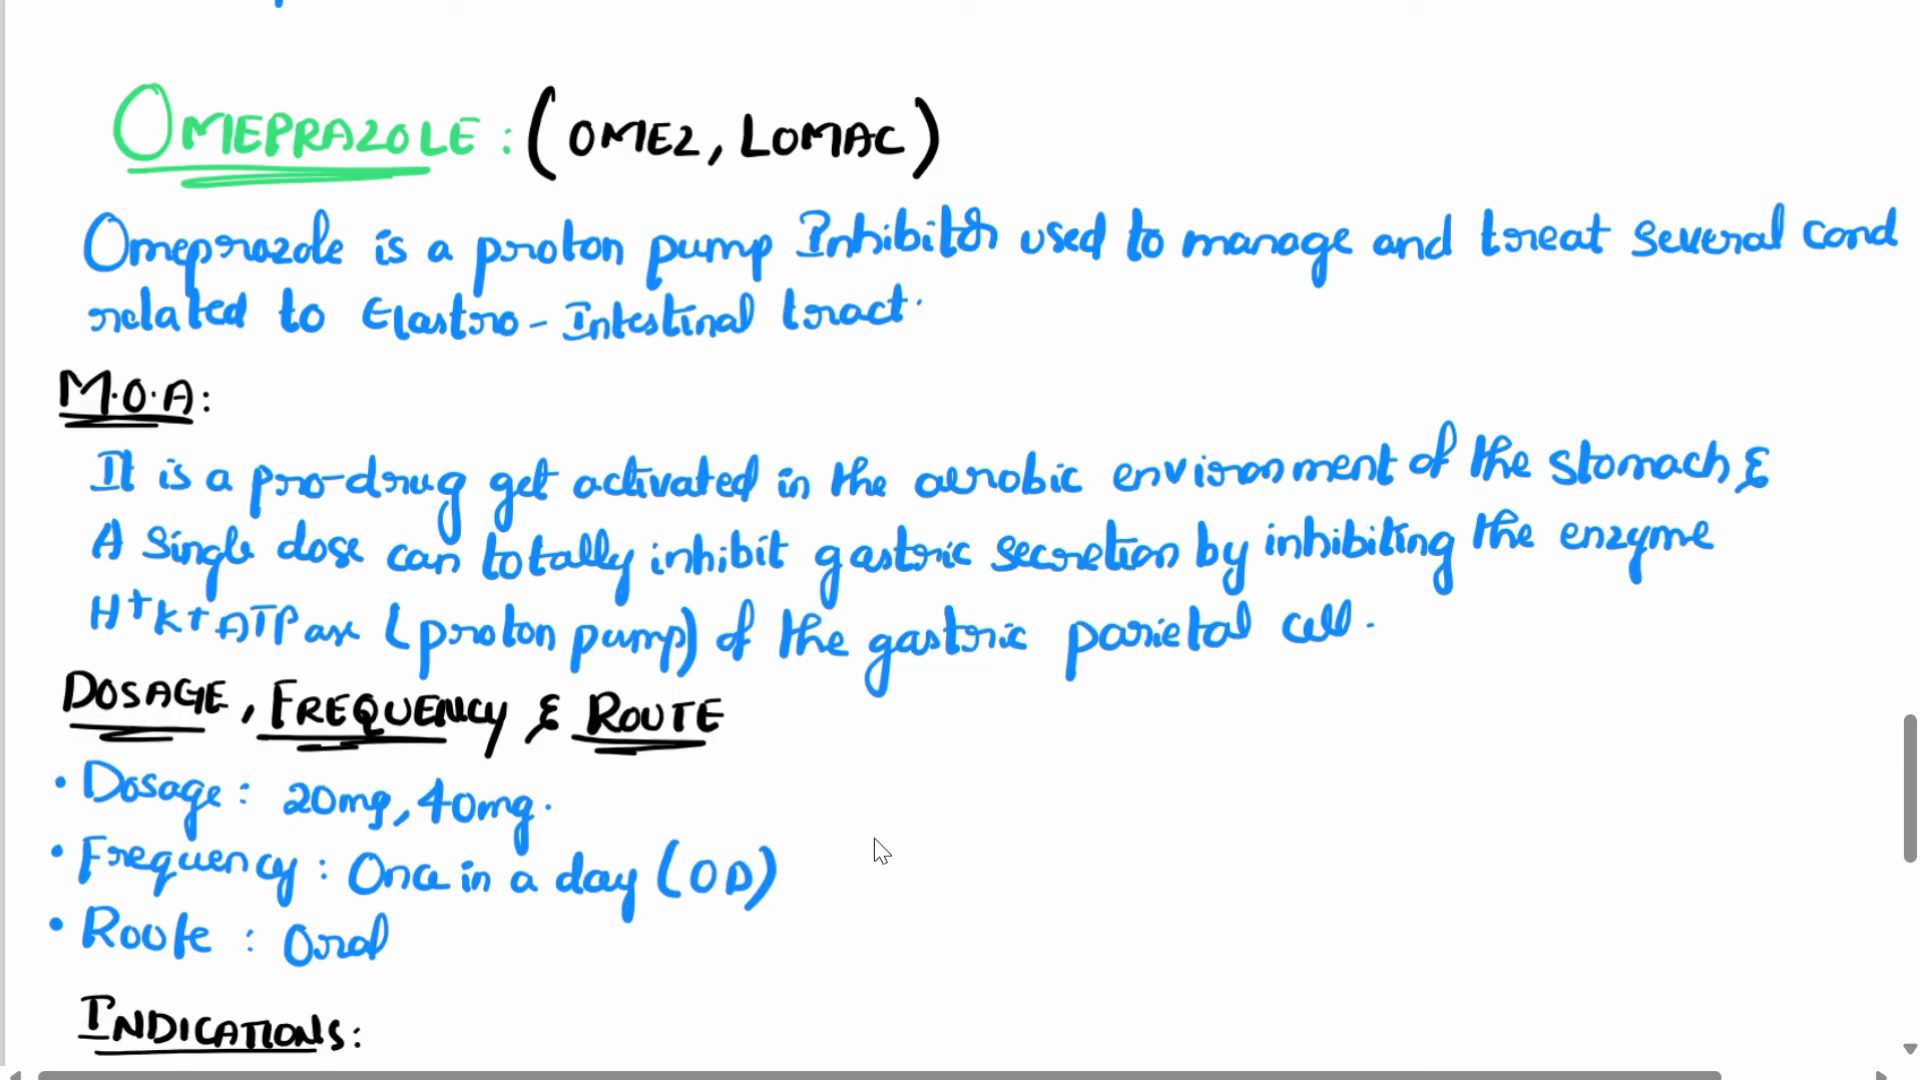 OMEPRAZOLE: (OMEZ, LOMAC)
Omeprazole is a proton pump Inhibitor used to manage and treat several cond
related to Glastro-Intestinal tract.
M.O.A:
It is a pro-drug get activated in the aerobic environment of the stomach &
A single dose can totally inhibit gastric secretion by inhibiting the enzyme
H+K+ATPase (proton pump) of the gastric parietal cell.
DOSAGE, FREQUENCY & ROUTE
• Dosage: 20mg, 40mg.
• Frequency: Once in a day (OD)
• Route: Oral
INDICATIONS: